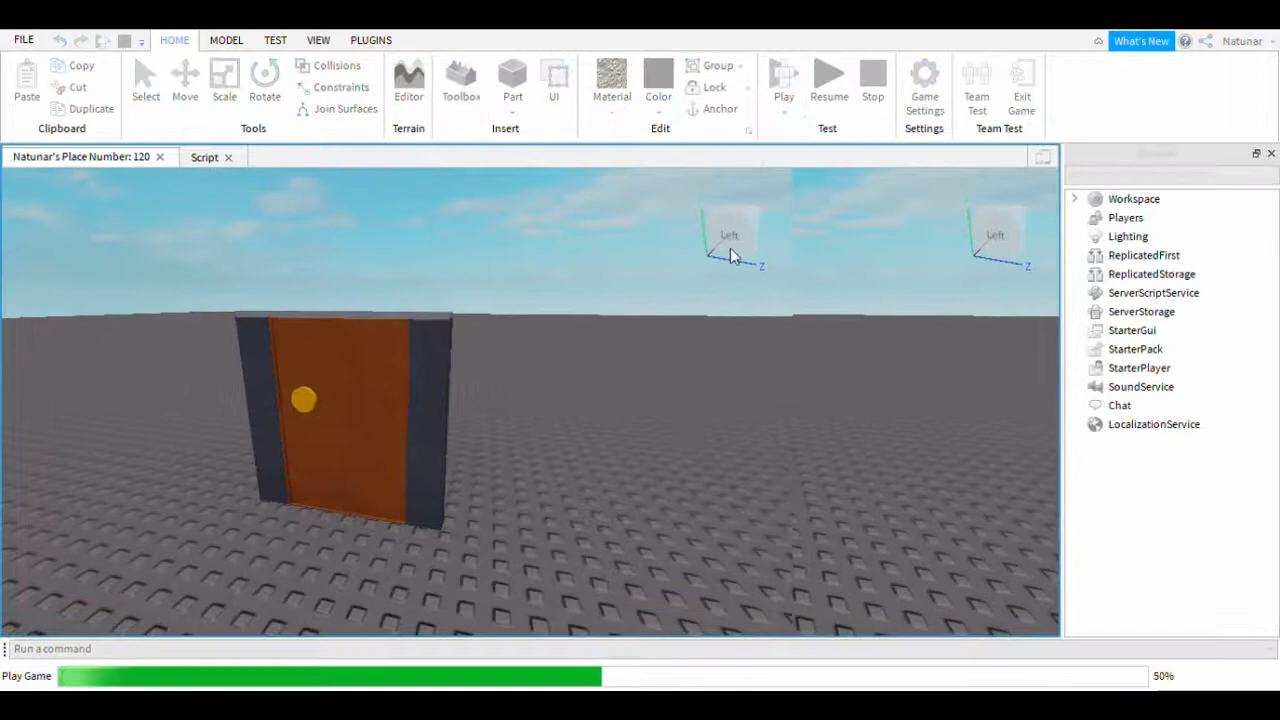 FILE HOME MODEL TEST VIEW PLUGINS What's New Natunar
Paste Copy Cut Duplicate Clipboard
Select Move Scale Rotate Collisions Constraints Join Surfaces Tools
Editor Terrain
Toolbox Part UI Insert
Material Color Group Lock Anchor Edit
Play Resume Stop Test
Game Settings Settings
Team Test Exit Game Team Test
Natunar's Place Number: 120 Script
Left Z Left Z
Workspace
Players
Lighting
ReplicatedFirst
ReplicatedStorage
ServerScriptService
ServerStorage
StarterGui
StarterPack
StarterPlayer
SoundService
Chat
LocalizationService
Run a command
Play Game 50%